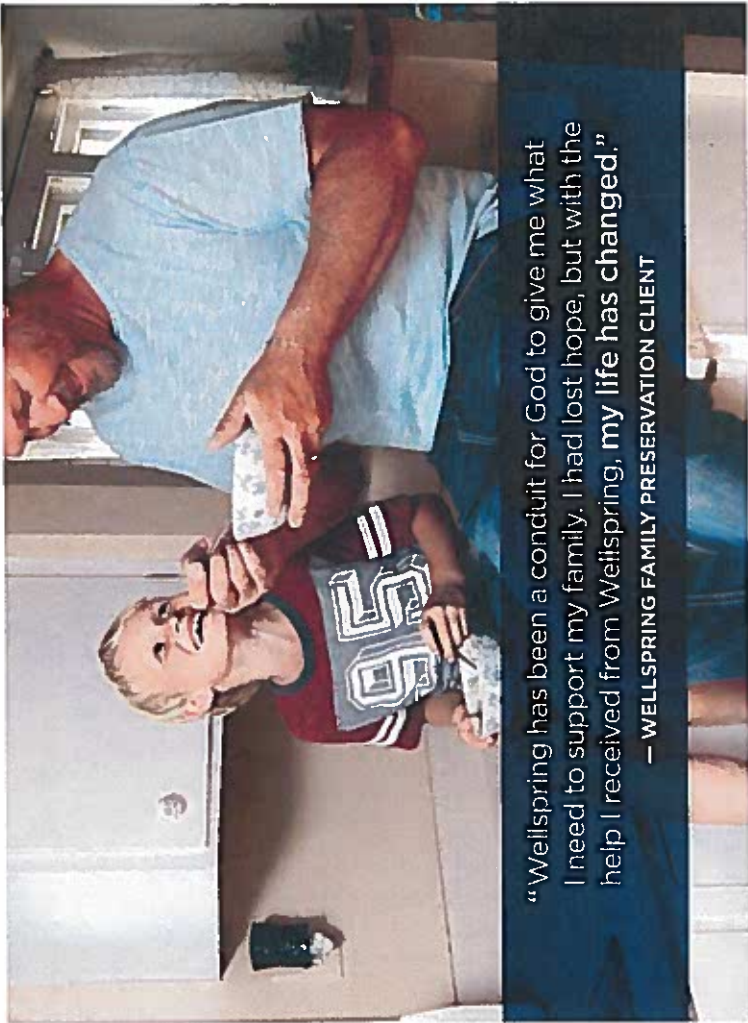 95
“Wellspring has been a conduit for God to give me what
I need to support my family. I had lost hope, but with the
help I received from Wellspring, my life has changed.”
— WELLSPRING FAMILY PRESERVATION CLIENT